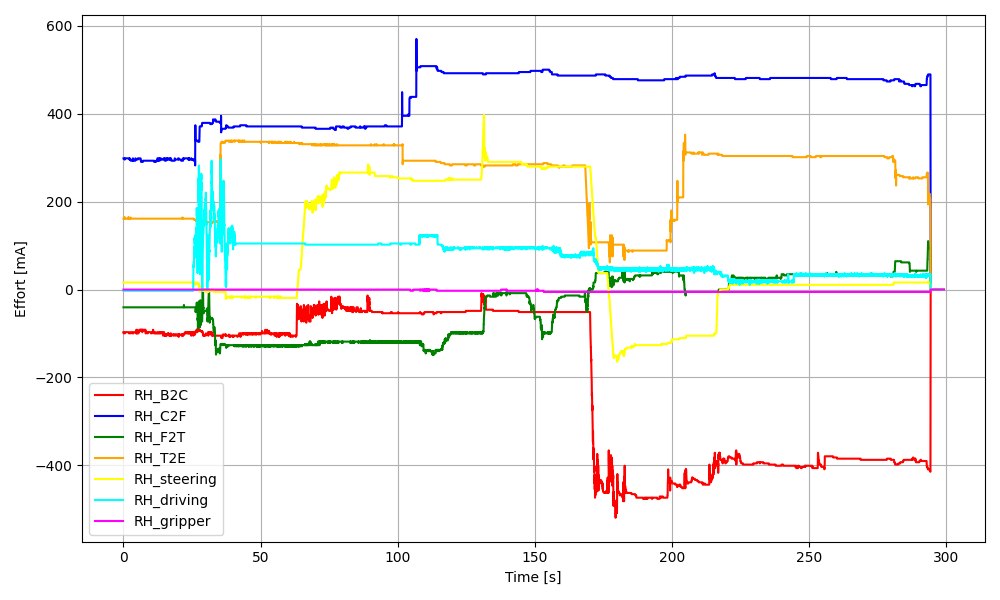 600
400
200
0
−200
−400
Effort [mA]
RH_B2C
RH_C2F
RH_F2T
RH_T2E
RH_steering
RH_driving
RH_gripper
0 50 100 150 200 250 300
Time [s]